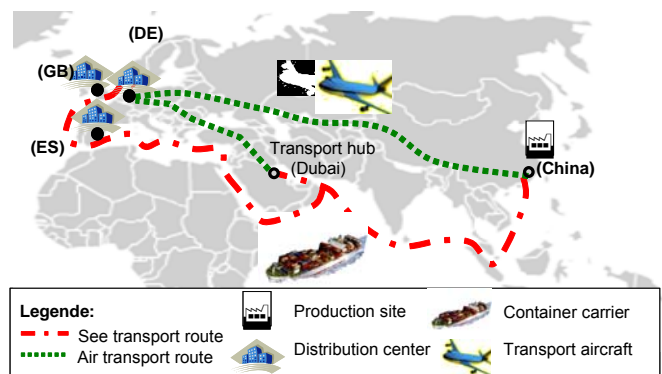 (DE)
(GB)
(ES)
Transport hub
(Dubai)
(China)
Legende:
See transport route
Air transport route
Production site
Distribution center
Container carrier
Transport aircraft